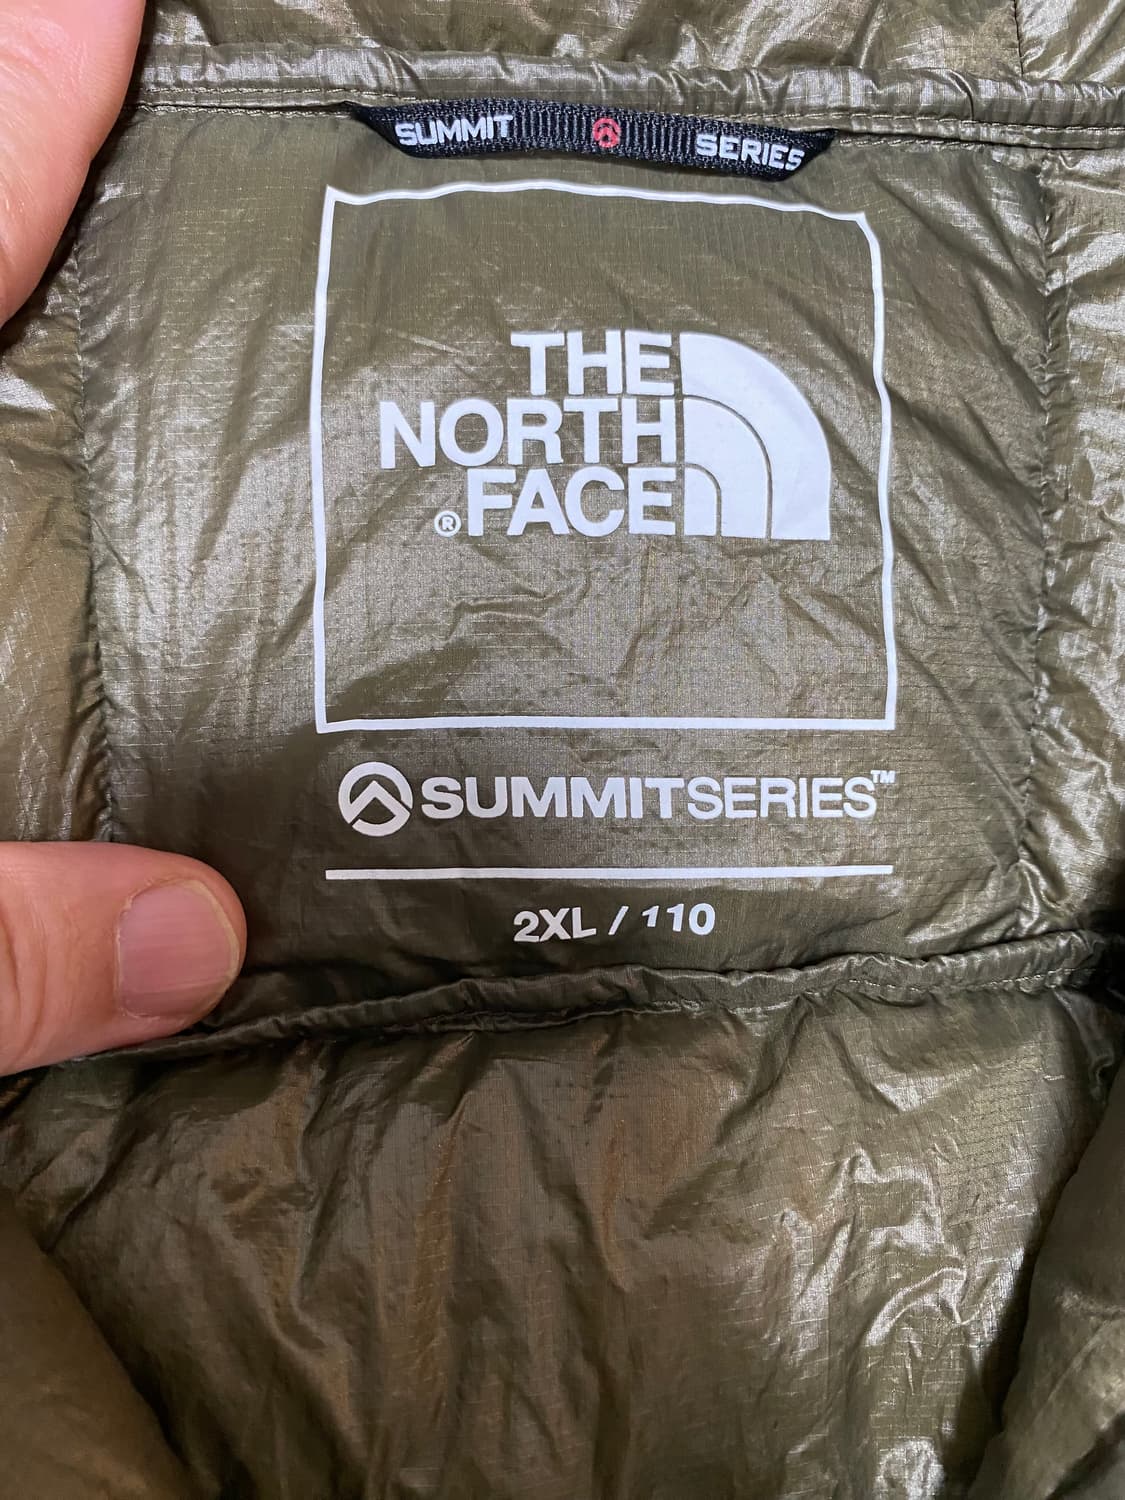 SUMMIT SERIES
THE
NORTH
®FACE
SUMMITSERIES™
2XL / 110